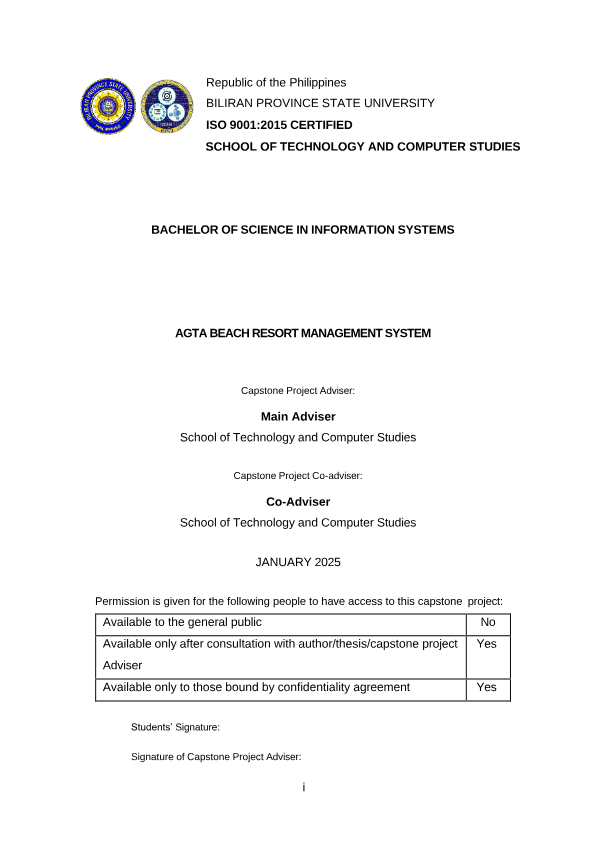 Republic of the Philippines
BILIRAN PROVINCE STATE UNIVERSITY
ISO 9001:2015 CERTIFIED
SCHOOL OF TECHNOLOGY AND COMPUTER STUDIES
BILIRAN PROVINCE STATE UNIVERSITY
BACHELOR OF SCIENCE IN INFORMATION SYSTEMS
AGTA BEACH RESORT MANAGEMENT SYSTEM
Capstone Project Adviser:
Main Adviser
School of Technology and Computer Studies
Capstone Project Co-adviser:
Co-Adviser
School of Technology and Computer Studies
JANUARY 2025
Permission is given for the following people to have access to this capstone project:
Available to the general public No
Available only after consultation with author/thesis/capstone project Yes
Adviser
Available only to those bound by confidentiality agreement Yes
Students' Signature:
Signature of Capstone Project Adviser:
i